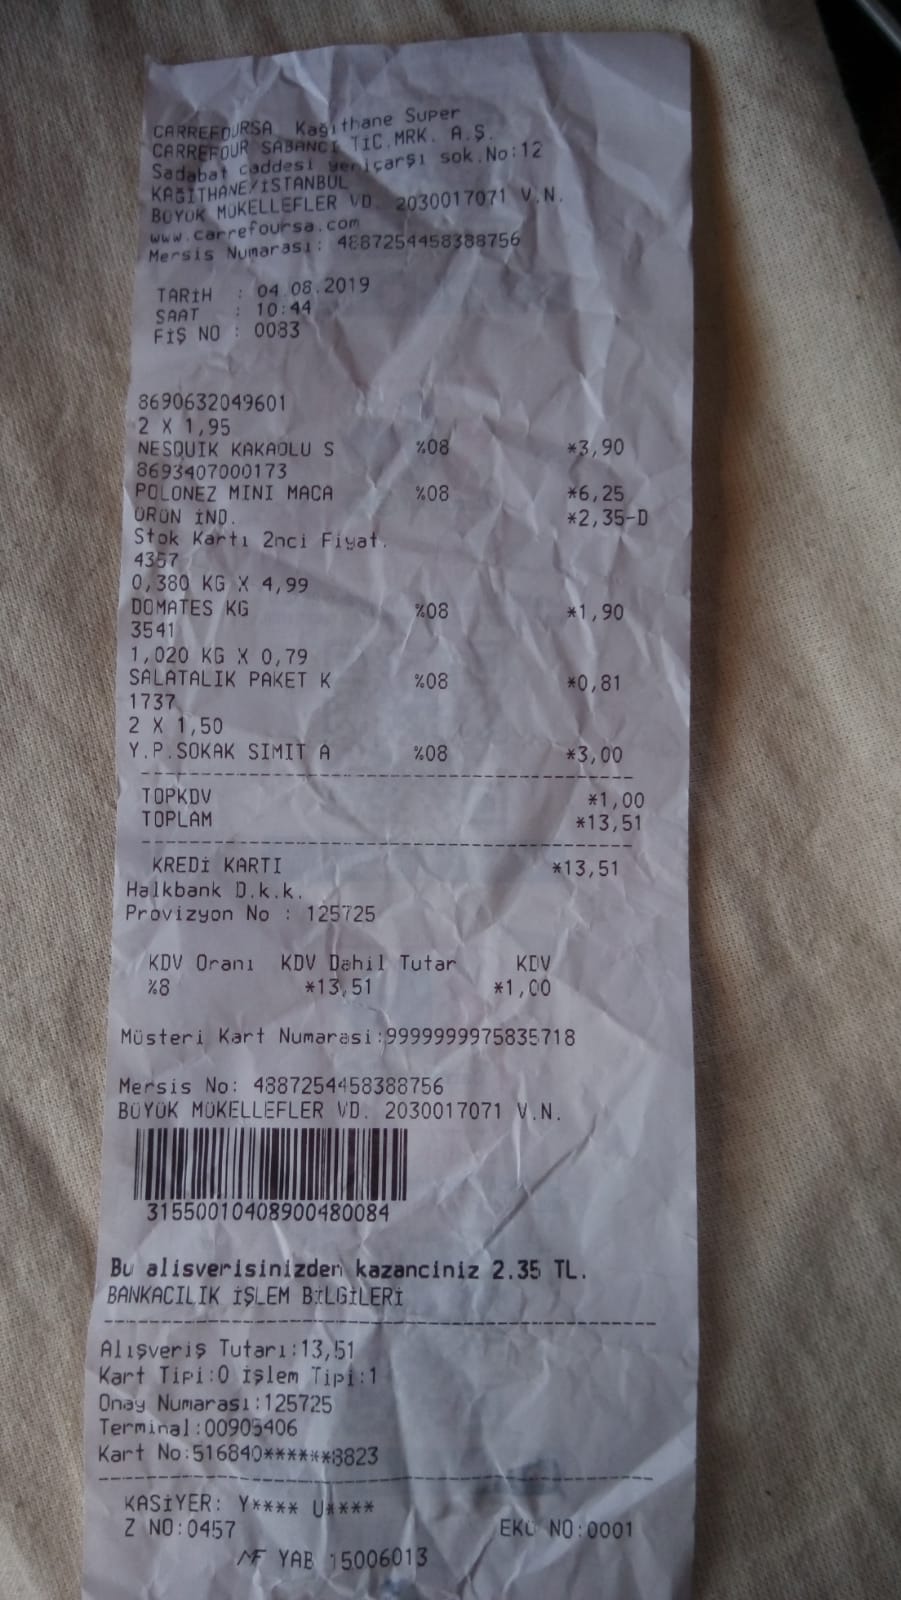 CARREFOURSA Kağıthane Super
CARREFOUR SABANCI TİC.MRK. A.Ş.
Sadabat caddesi yeniçarşı sok.No:12
KAĞITHANE/İSTANBUL
BÜYÜK MÜKELLEFLER VD. 2030017071 V.N.
www.carrefoursa.com
Mersis Numarası: 4887254458388756
TARİH : 04.08.2019
SAAT : 10:44
FİŞ NO : 0083
8690632049601
2 X 1,95
NESQUIK KAKAOLU S %08 *3,90
8693407000173
POLONEZ MINI MACA %08 *6,25
ÜRÜN İND. *2,35-D
Stok Kartı 2nci Fiyat.
4357
0,380 KG X 4,99
DOMATES KG %08 *1,90
3541
1,020 KG X 0,79
SALATALIK PAKET K %08 *0,81
1737
2 X 1,50
Y.P.SOKAK SIMIT A %08 *3,00
TOPKDV *1,00
TOPLAM *13,51
KREDİ KARTI *13,51
Halkbank D.k.k.
Provizyon No : 125725
KDV Oranı KDV Dahil Tutar KDV
%8 *13,51 *1,00
Müsteri Kart Numarasi:9999999975835718
Mersis No: 4887254458388756
BÜYÜK MÜKELLEFLER VD. 2030017071 V.N.
31550010408900480084
Bu alisverisinizden kazanciniz 2.35 TL.
BANKACILIK İŞLEM BİLGİLERİ
Alışveriş Tutarı:13,51
Kart Tipi:0 İşlem Tipi:1
Onay Numarası:125725
Terminal:00905406
Kart No:516840******8823
KASİYER: Y**** U****
Z NO:0457 EKÜ NO:0001
MF YAB 15006013